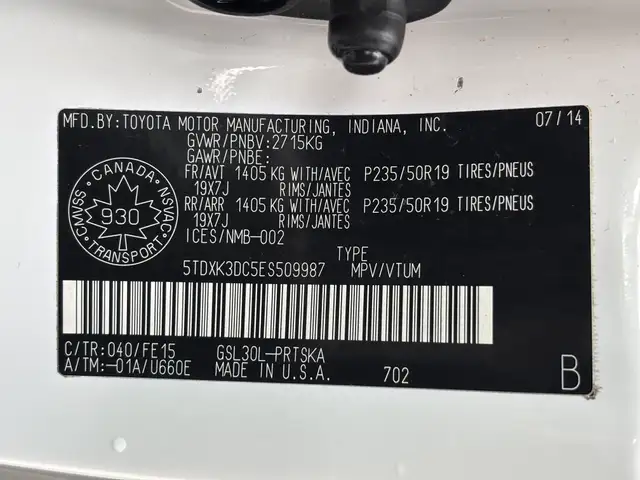 MFD.BY:TOYOTA MOTOR MANUFACTURING, INDIANA, INC. 07/14
GVWR/PNBV:2715KG
GAWR/PNBE:
FR/AVT 1405 KG WITH/AVEC P235/50R19 TIRES/PNEUS
19X7J RIMS/JANTES
RR/ARR 1405 KG WITH/AVEC P235/50R19 TIRES/PNEUS
19X7J RIMS/JANTES
ICES/NMB-002
CANADA
CMVSS 930 NSVAC
TRANSPORT
TYPE
5TDXK3DC5ES509987 MPV/VTUM
C/TR:040/FE15 GSL30L-PRTSKA
A/TM:-01A/U660E MADE IN U.S.A. 702
B